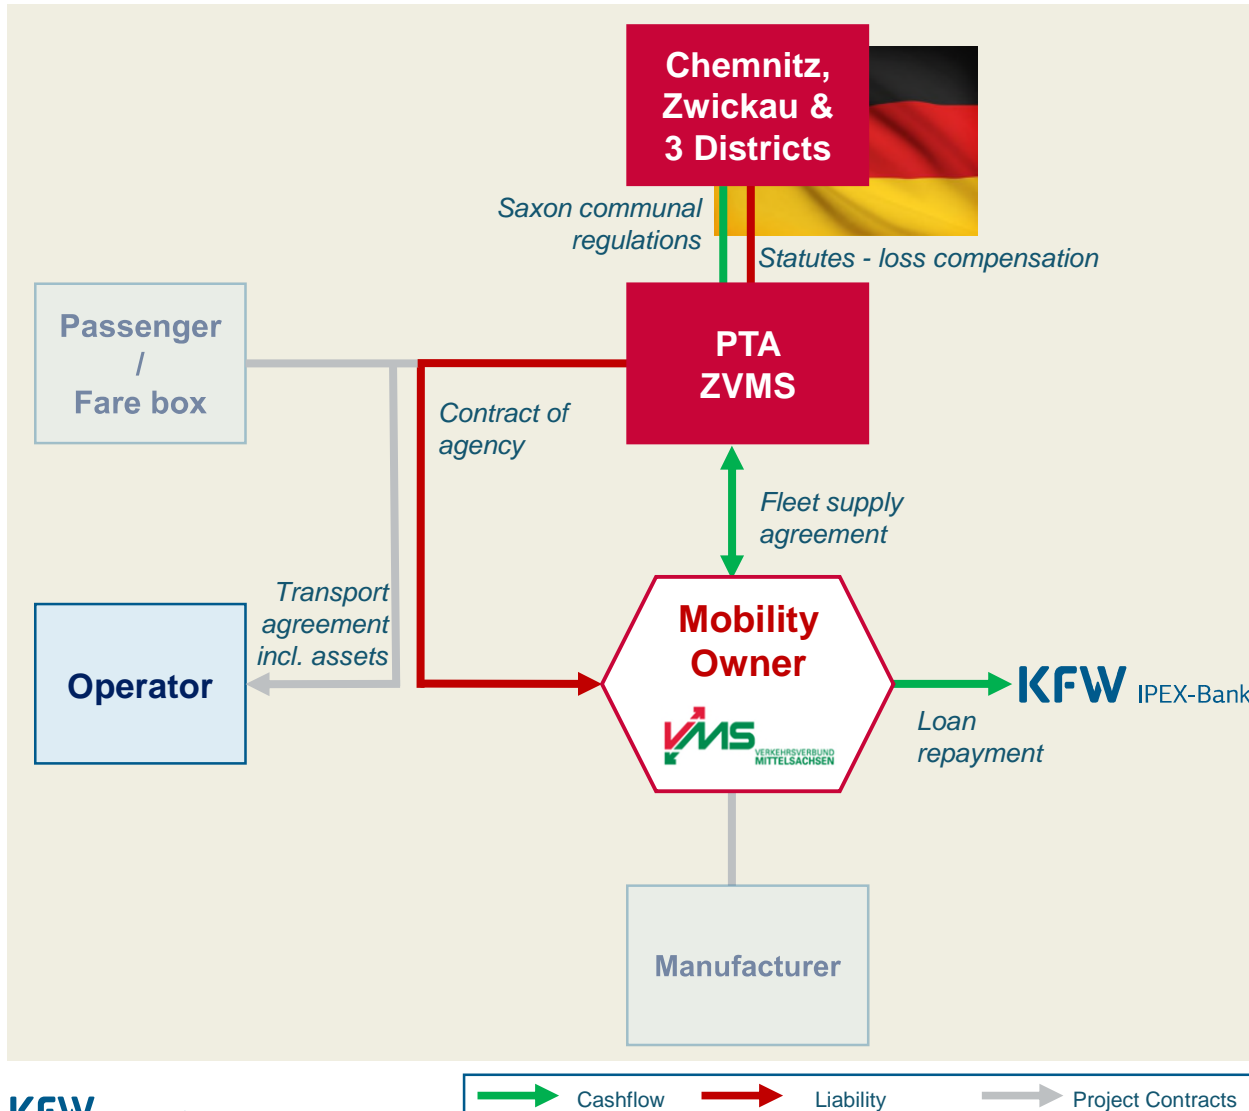 Chemnitz,
Zwickau &
3 Districts
Saxon communal
regulations
Statutes - loss compensation
Passenger
/
Fare box
PTA
ZVMS
Contract of
agency
Fleet supply
agreement
Transport
agreement
incl. assets
Operator
Mobility
Owner
VMS
VERKEHRSVERBUND
MITTELSACHSEN
KFW IPEX-Bank
Loan
repayment
Manufacturer
KFW
Cashflow
Liability
Project Contracts